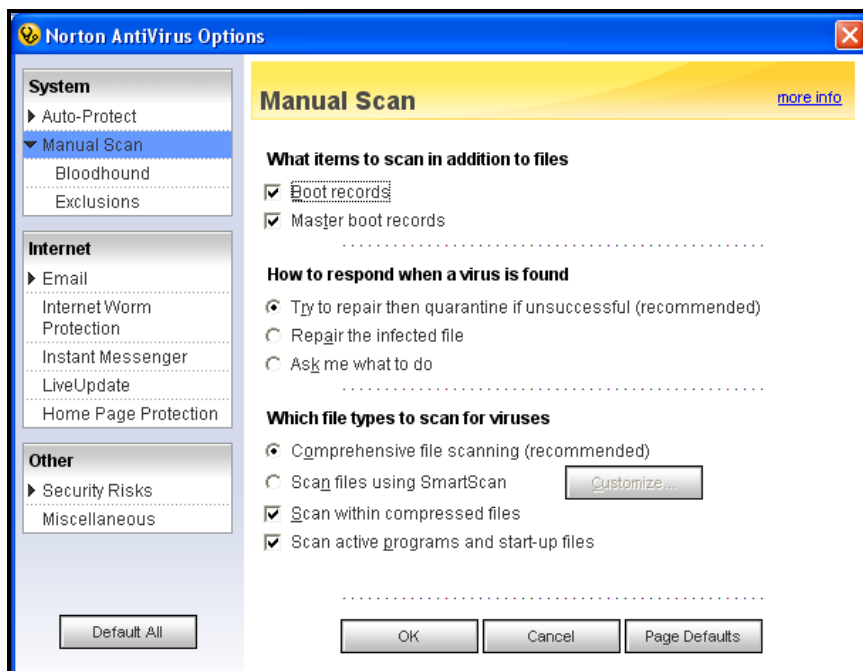 Norton AntiVirus Options
System
Auto-Protect
Manual Scan
Bloodhound
Exclusions
Internet
Email
Internet Worm
Protection
Instant Messenger
LiveUpdate
Home Page Protection
Other
Security Risks
Miscellaneous
Default All
Manual Scan
more info
What items to scan in addition to files
Boot records
Master boot records
How to respond when a virus is found
Try to repair then quarantine if unsuccessful (recommended)
Repair the infected file
Ask me what to do
Which file types to scan for viruses
Comprehensive file scanning (recommended)
Scan files using SmartScan
Customize...
Scan within compressed files
Scan active programs and start-up files
OK
Cancel
Page Defaults